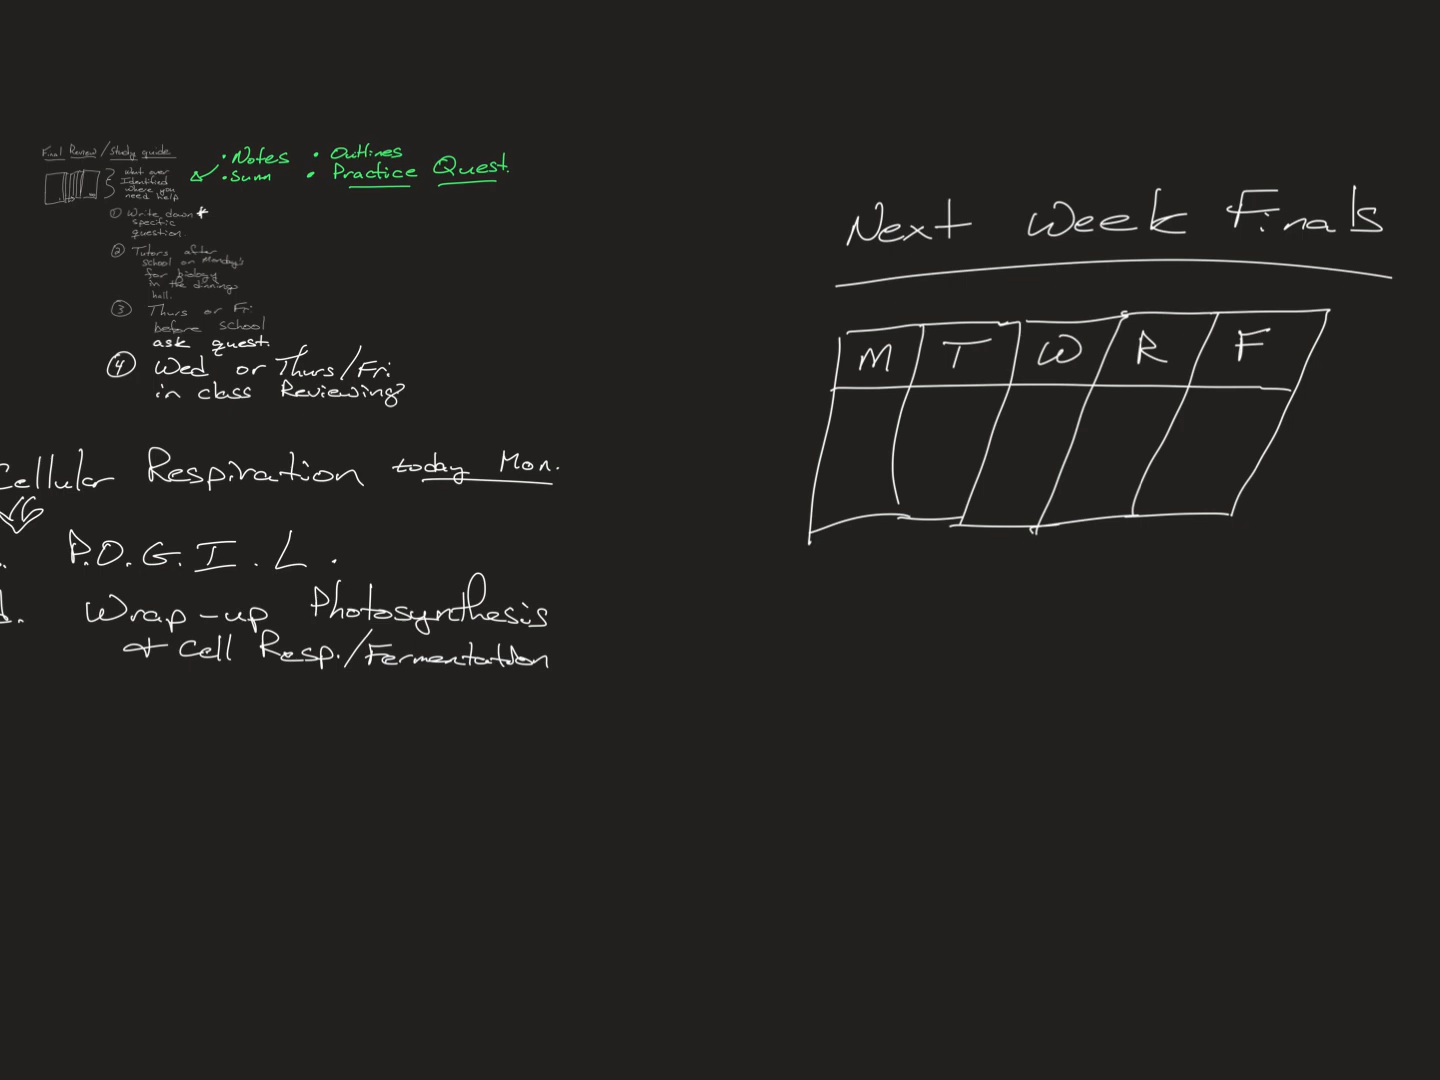 Final Review/Study guide
what ever
Identified
where you
need help
• Notes
• Summ
• Outlines
• Practice Quest.
① Write down *
specific
question.
② Tutors after
school on Monday's
for biology
in the dinning
hall.
③ Thurs or Fri
before school
ask quest.
④ Wed or Thurs/Fri
in class Reviewing?
Cellular Respiration today Mon.
P.O.G.I.L.
Wrap-up Photosynthesis
+ Cell Resp./Fermentation
Next Week Finals
M T W R F